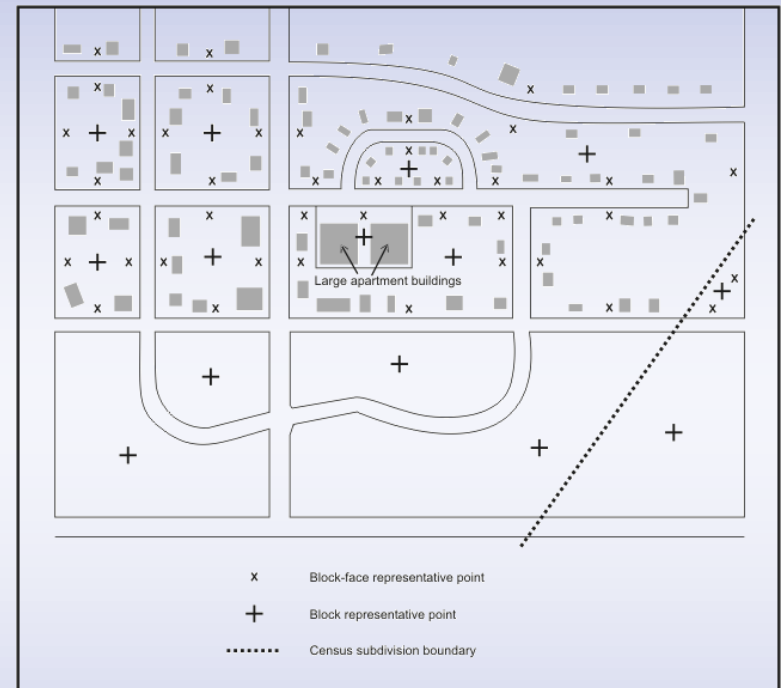 Large apartment buildings
x Block-face representative point
+ Block representative point
Census subdivision boundary